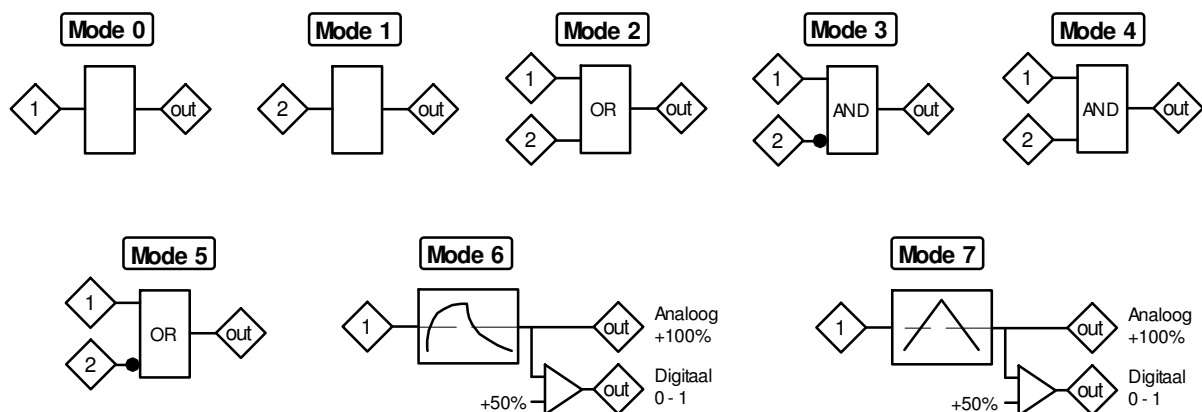 Mode 0
Mode 1
Mode 2
Mode 3
Mode 4
1
out
2
out
1
2
OR
out
1
2
AND
out
1
2
AND
out
Mode 5
Mode 6
Mode 7
1
2
OR
out
1
out
Analoog
+100%
+50%
out
Digitaal
0 - 1
1
out
Analoog
+100%
+50%
out
Digitaal
0 - 1